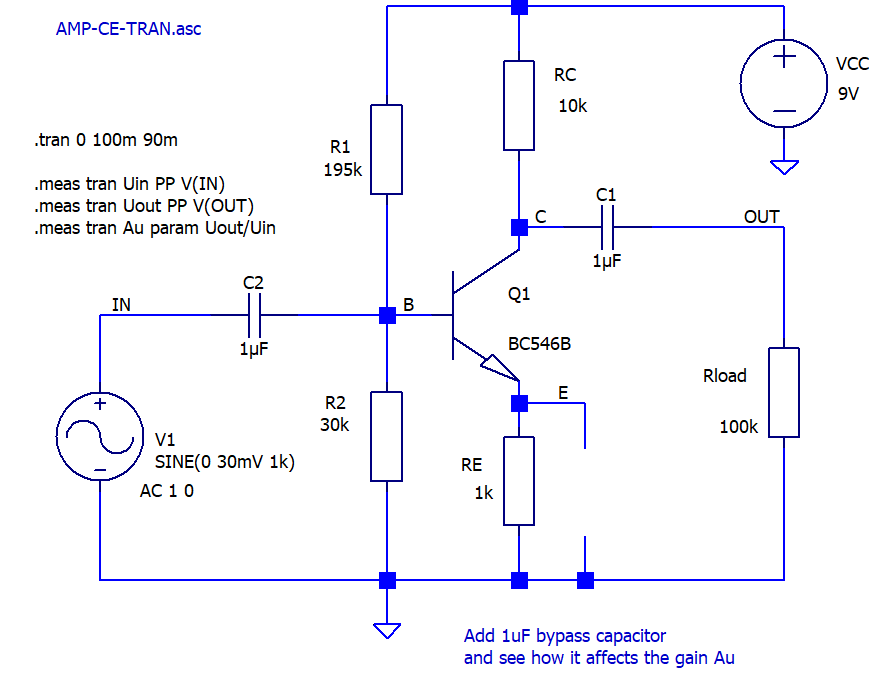 AMP-CE-TRAN.asc
.tran 0 100m 90m
.meas tran Uin PP V(IN)
.meas tran Uout PP V(OUT)
.meas tran Au param Uout/Uin
R1
195k
RC
10k
VCC
9V
C1
1µF
C
OUT
C2
1µF
IN
B
Q1
BC546B
E
R2
30k
V1
SINE(0 30mV 1k)
AC 1 0
RE
1k
Rload
100k
Add 1uF bypass capacitor
and see how it affects the gain Au